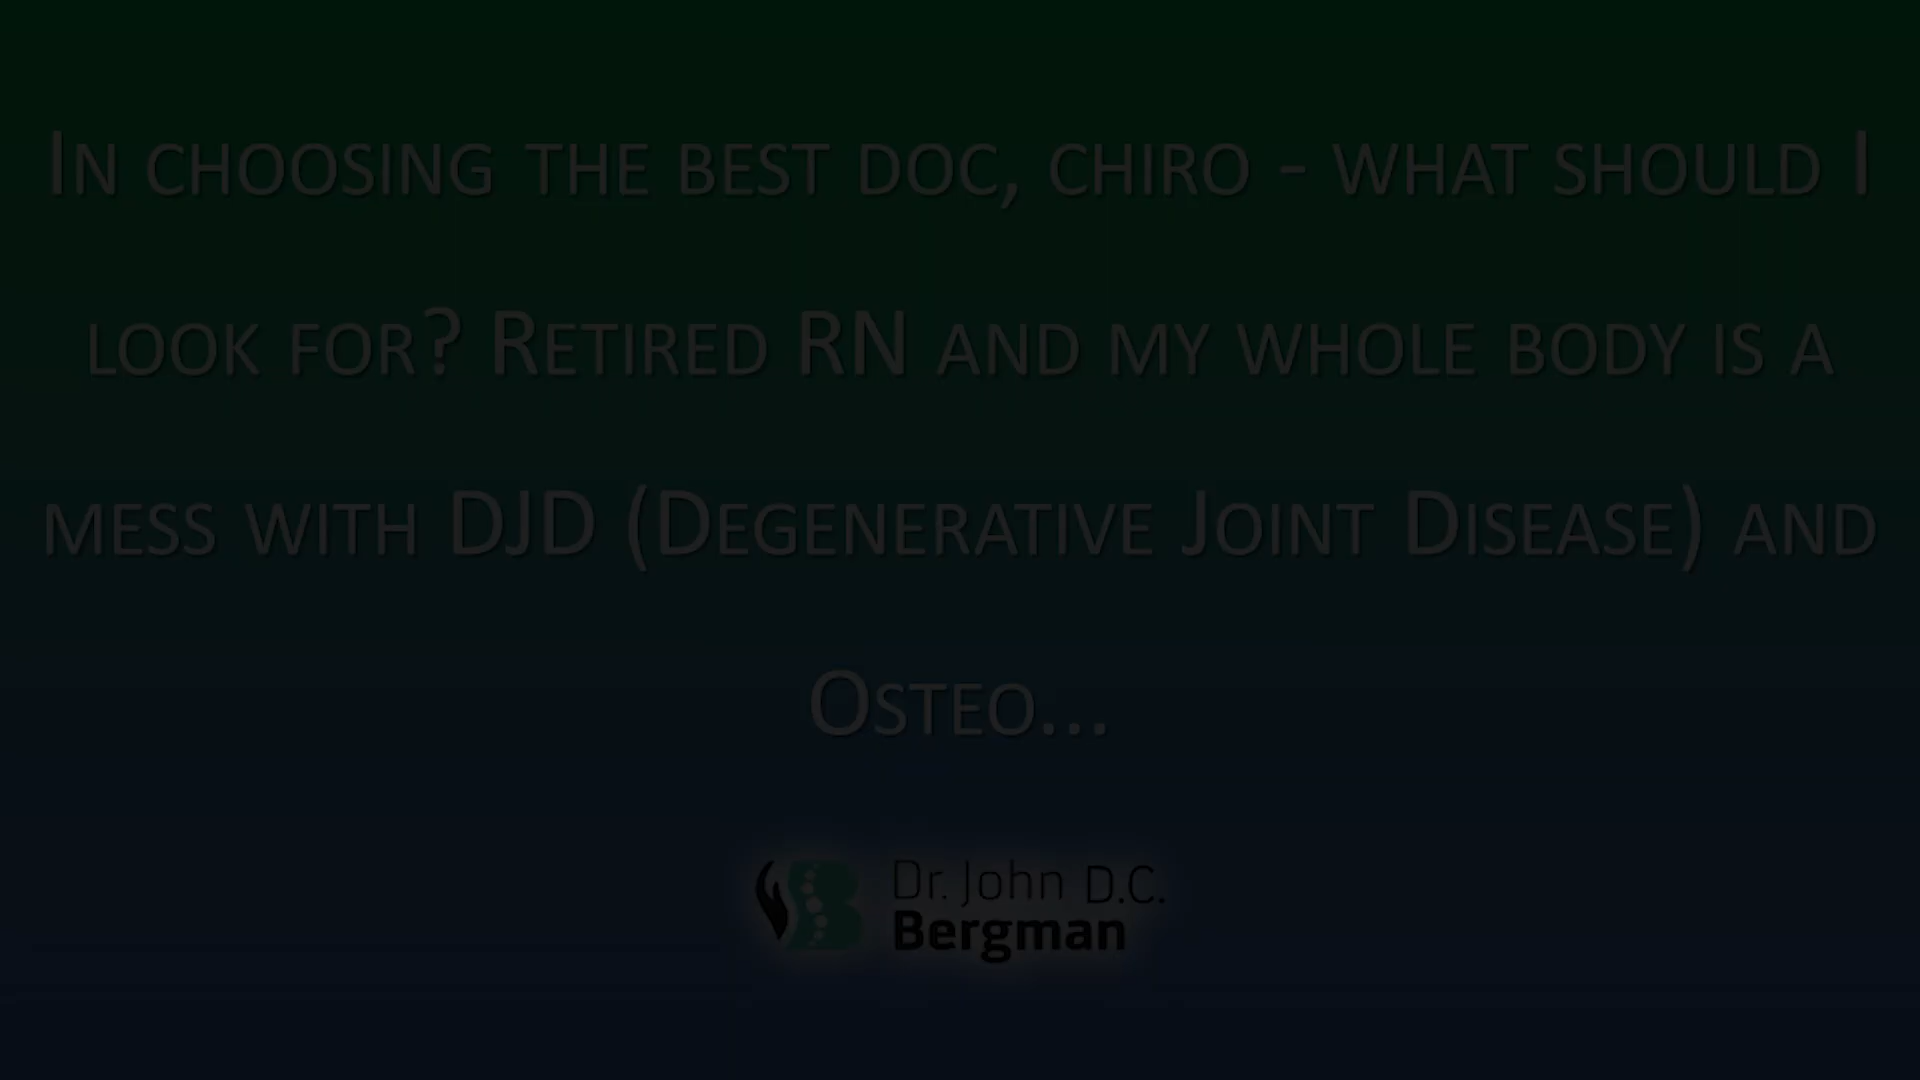 In choosing the best doc, chiro - what should I
look for? Retired RN and my whole body is a
mess with DJD (Degenerative Joint Disease) and
Osteo...
Dr. John D.C.
Bergman